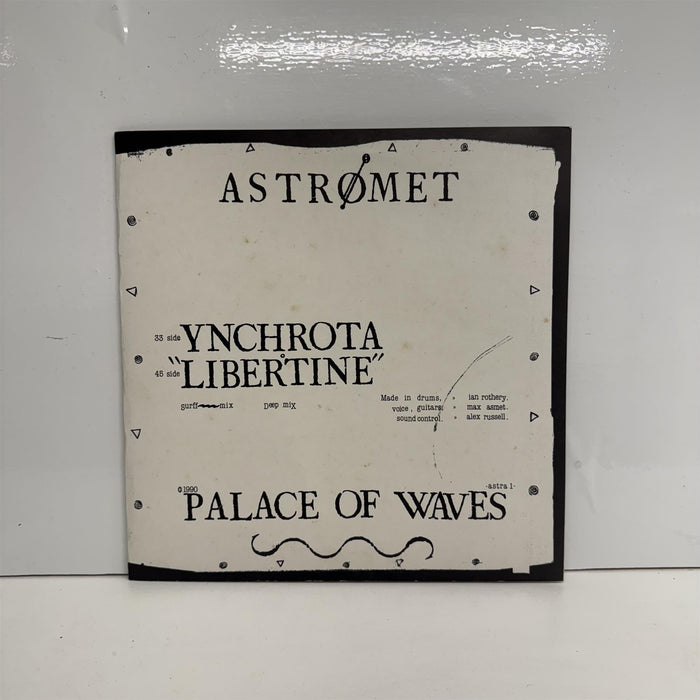 ASTRØMET
33 side YNCHROTA
45 side "LIBERTINE"
surff mix Deep mix
Made in drums, " ian rothery.
voice, guitars, " max asmet.
sound control. " alex russell.
©1990 -astra 1-
PALACE OF WAVES